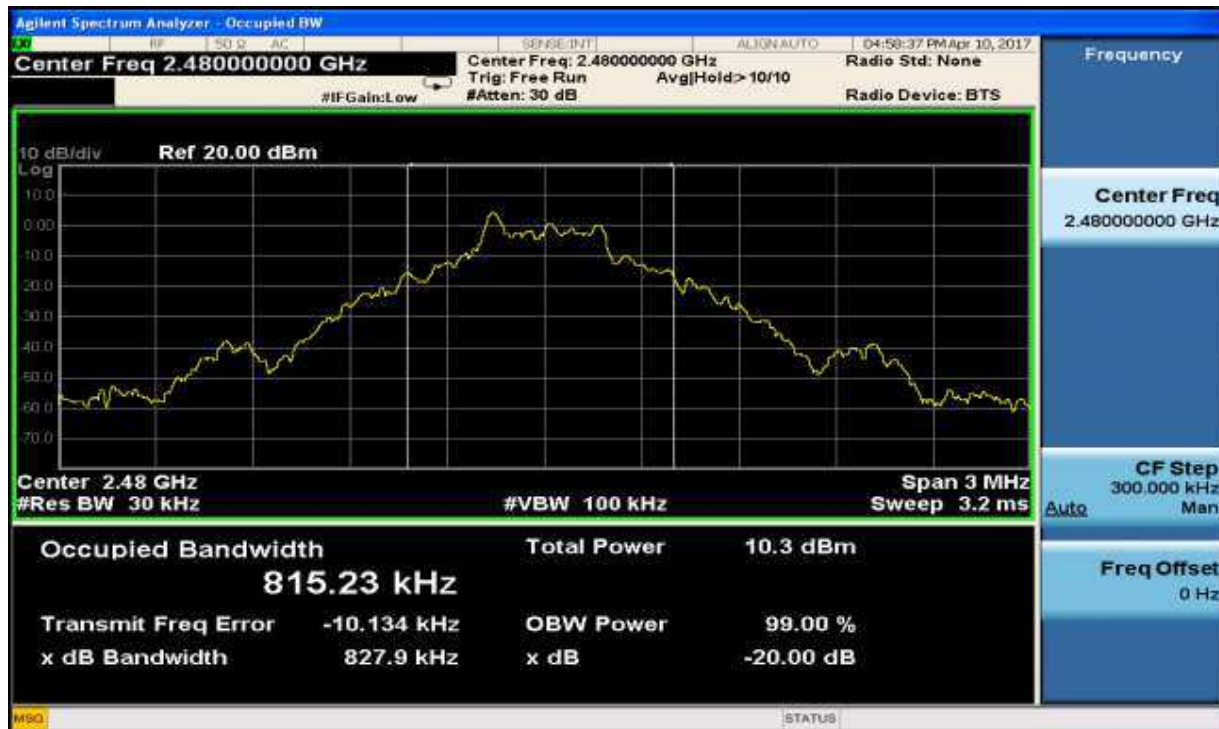 Agilent Spectrum Analyzer - Occupied BW
LXI RF 50 Ω AC SENSE:INT ALIGN AUTO 04:58:37 PM Apr 10, 2017
Center Freq 2.480000000 GHz
Center Freq: 2.480000000 GHz Radio Std: None
Trig: Free Run Avg|Hold:> 10/10
#IFGain:Low #Atten: 30 dB Radio Device: BTS
10 dB/div Ref 20.00 dBm
Log
10.0
0.00
-10.0
-20.0
-30.0
-40.0
-50.0
-60.0
-70.0
Center 2.48 GHz Span 3 MHz
#Res BW 30 kHz #VBW 100 kHz Sweep 3.2 ms
Occupied Bandwidth Total Power 10.3 dBm
815.23 kHz
Transmit Freq Error -10.134 kHz OBW Power 99.00 %
x dB Bandwidth 827.9 kHz x dB -20.00 dB
MSG STATUS
Frequency
Center Freq
2.480000000 GHz
CF Step
300.000 kHz
Auto Man
Freq Offset
0 Hz